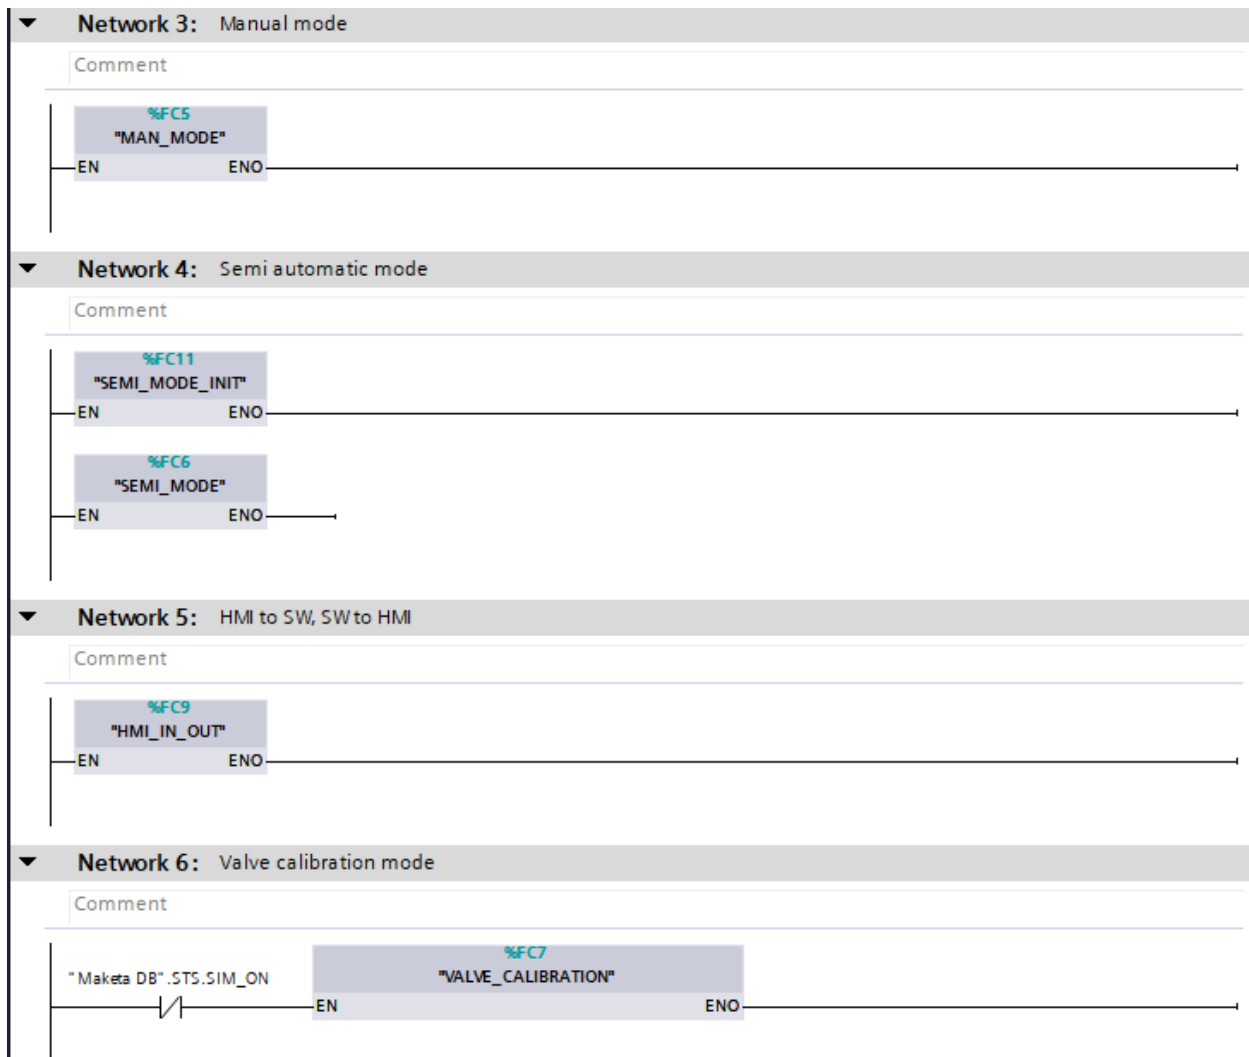 Network 3: Manual mode
Comment
%FC5
"MAN_MODE"
EN ENO
Network 4: Semi automatic mode
Comment
%FC11
"SEMI_MODE_INIT"
EN ENO
%FC6
"SEMI_MODE"
EN ENO
Network 5: HMI to SW, SW to HMI
Comment
%FC9
"HMI_IN_OUT"
EN ENO
Network 6: Valve calibration mode
Comment
%FC7
"Maketa DB".STS.SIM_ON "VALVE_CALIBRATION"
EN ENO